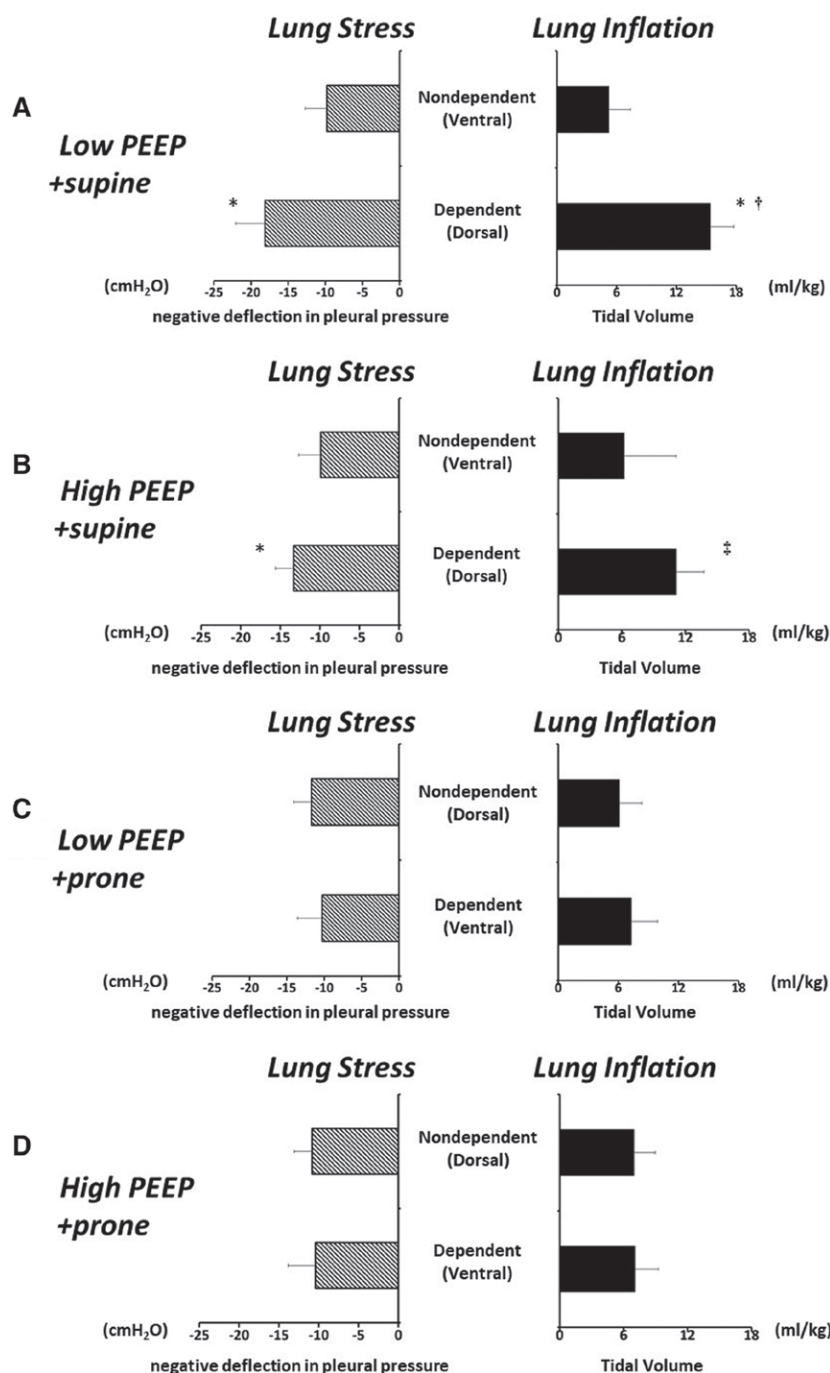 Lung Stress Lung Inflation
A
Low PEEP
+supine
Nondependent
(Ventral)
* Dependent * †
(Dorsal)
(cmH₂O) -25 -20 -15 -10 -5 0 0 6 12 18 (ml/kg)
negative deflection in pleural pressure Tidal Volume
Lung Stress Lung Inflation
B
High PEEP
+supine
Nondependent
(Ventral)
* Dependent ‡
(Dorsal)
(cmH₂O) -25 -20 -15 -10 -5 0 0 6 12 18 (ml/kg)
negative deflection in pleural pressure Tidal Volume
Lung Stress Lung Inflation
C
Low PEEP
+prone
Nondependent
(Dorsal)
Dependent
(Ventral)
(cmH₂O) -25 -20 -15 -10 -5 0 0 6 12 18 (ml/kg)
negative deflection in pleural pressure Tidal Volume
Lung Stress Lung Inflation
D
High PEEP
+prone
Nondependent
(Dorsal)
Dependent
(Ventral)
(cmH₂O) -25 -20 -15 -10 -5 0 0 6 12 18 (ml/kg)
negative deflection in pleural pressure Tidal Volume